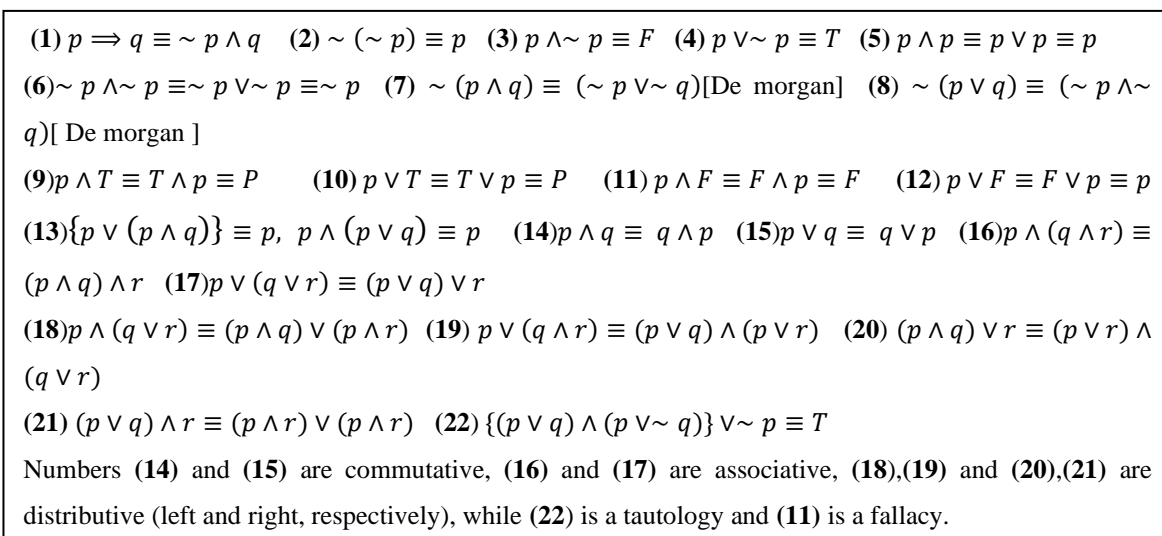 (1) 𝑝 ⟹ 𝑞 ≡ ~ 𝑝 ∧ 𝑞 (2) ~ (~ 𝑝) ≡ 𝑝 (3) 𝑝 ∧~ 𝑝 ≡ 𝐹 (4) 𝑝 ∨~ 𝑝 ≡ 𝑇 (5) 𝑝 ∧ 𝑝 ≡ 𝑝 ∨ 𝑝 ≡ 𝑝
(6)~ 𝑝 ∧~ 𝑝 ≡~ 𝑝 ∨~ 𝑝 ≡~ 𝑝 (7) ~ (𝑝 ∧ 𝑞) ≡ (~ 𝑝 ∨~ 𝑞)[De morgan] (8) ~ (𝑝 ∨ 𝑞) ≡ (~ 𝑝 ∧~
𝑞)[ De morgan ]
(9)𝑝 ∧ 𝑇 ≡ 𝑇 ∧ 𝑝 ≡ 𝑃 (10) 𝑝 ∨ 𝑇 ≡ 𝑇 ∨ 𝑝 ≡ 𝑃 (11) 𝑝 ∧ 𝐹 ≡ 𝐹 ∧ 𝑝 ≡ 𝐹 (12) 𝑝 ∨ 𝐹 ≡ 𝐹 ∨ 𝑝 ≡ 𝑝
(13){𝑝 ∨ (𝑝 ∧ 𝑞)} ≡ 𝑝, 𝑝 ∧ (𝑝 ∨ 𝑞) ≡ 𝑝 (14)𝑝 ∧ 𝑞 ≡ 𝑞 ∧ 𝑝 (15)𝑝 ∨ 𝑞 ≡ 𝑞 ∨ 𝑝 (16)𝑝 ∧ (𝑞 ∧ 𝑟) ≡
(𝑝 ∧ 𝑞) ∧ 𝑟 (17)𝑝 ∨ (𝑞 ∨ 𝑟) ≡ (𝑝 ∨ 𝑞) ∨ 𝑟
(18)𝑝 ∧ (𝑞 ∨ 𝑟) ≡ (𝑝 ∧ 𝑞) ∨ (𝑝 ∧ 𝑟) (19) 𝑝 ∨ (𝑞 ∧ 𝑟) ≡ (𝑝 ∨ 𝑞) ∧ (𝑝 ∨ 𝑟) (20) (𝑝 ∧ 𝑞) ∨ 𝑟 ≡ (𝑝 ∨ 𝑟) ∧
(𝑞 ∨ 𝑟)
(21) (𝑝 ∨ 𝑞) ∧ 𝑟 ≡ (𝑝 ∧ 𝑟) ∨ (𝑝 ∧ 𝑟) (22) {(𝑝 ∨ 𝑞) ∧ (𝑝 ∨~ 𝑞)} ∨~ 𝑝 ≡ 𝑇
Numbers (14) and (15) are commutative, (16) and (17) are associative, (18),(19) and (20),(21) are
distributive (left and right, respectively), while (22) is a tautology and (11) is a fallacy.